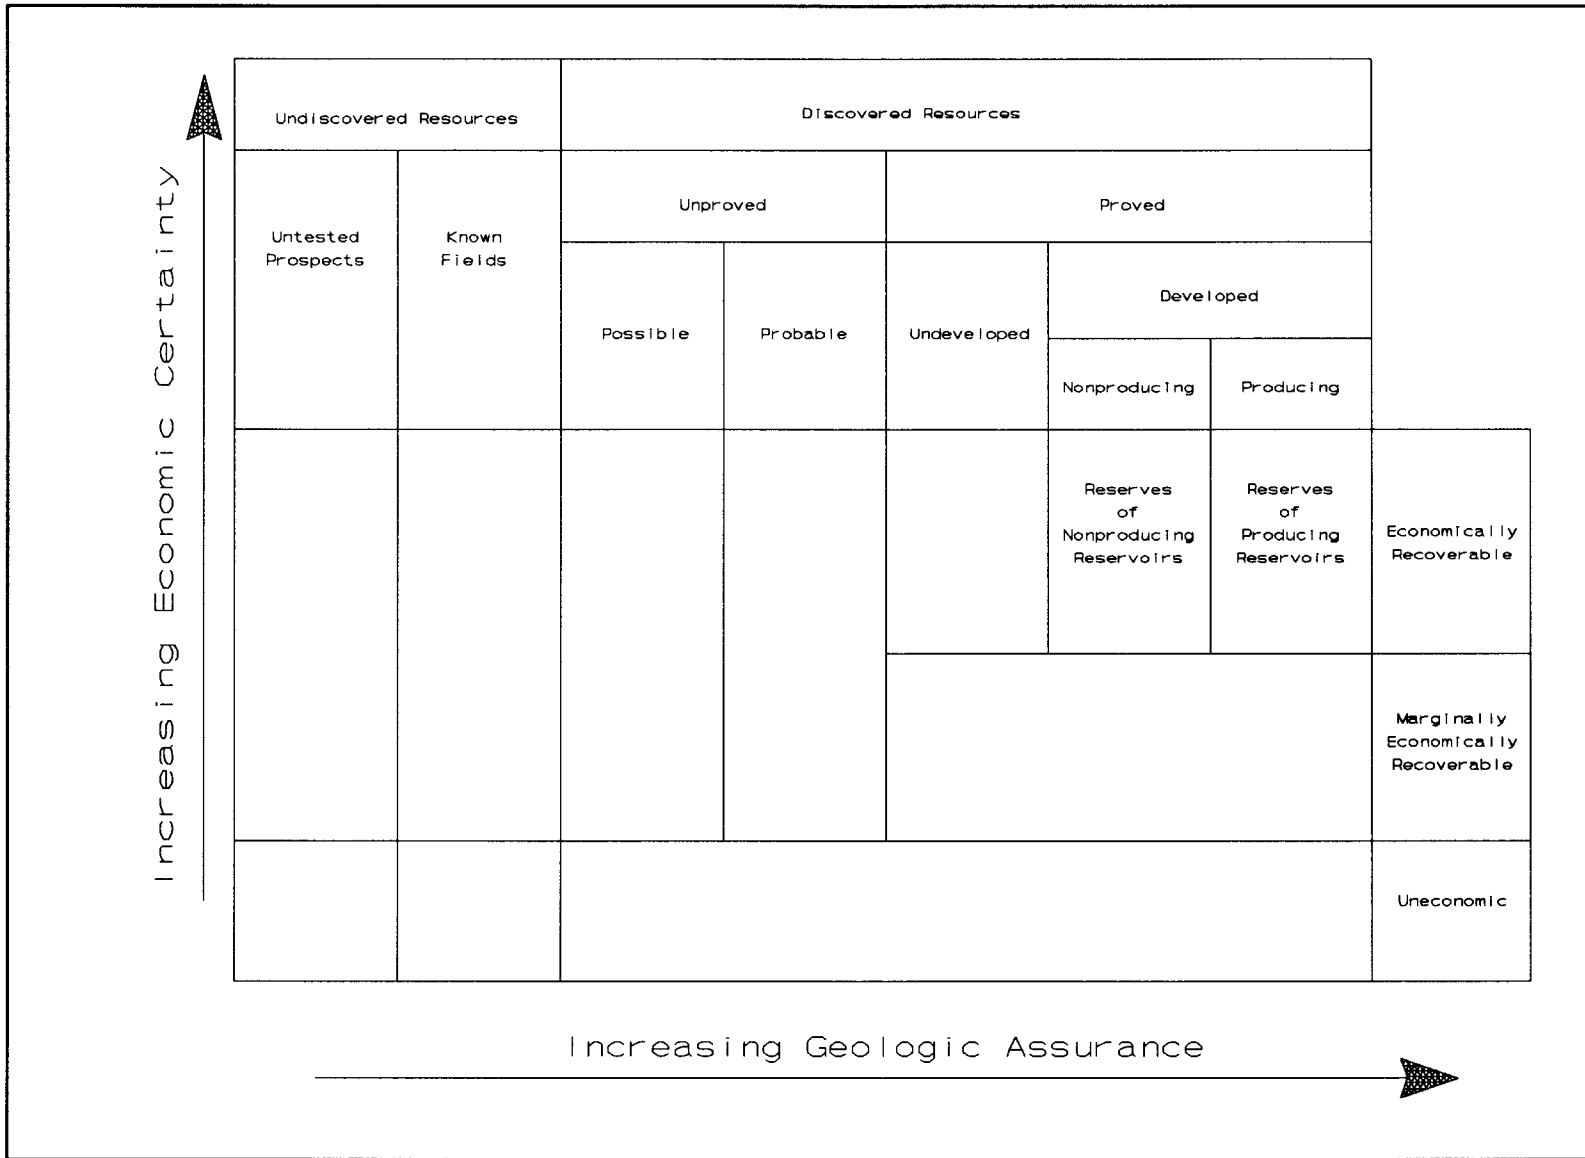 Increasing Economic Certainty
Undiscovered Resources
Discovered Resources
Untested
Prospects
Known
Fields
Unproved
Proved
Possible
Probable
Undeveloped
Developed
Nonproducing
Producing
Reserves
of
Nonproducing
Reservoirs
Reserves
of
Producing
Reservoirs
Economically
Recoverable
Marginally
Economically
Recoverable
Uneconomic
Increasing Geologic Assurance